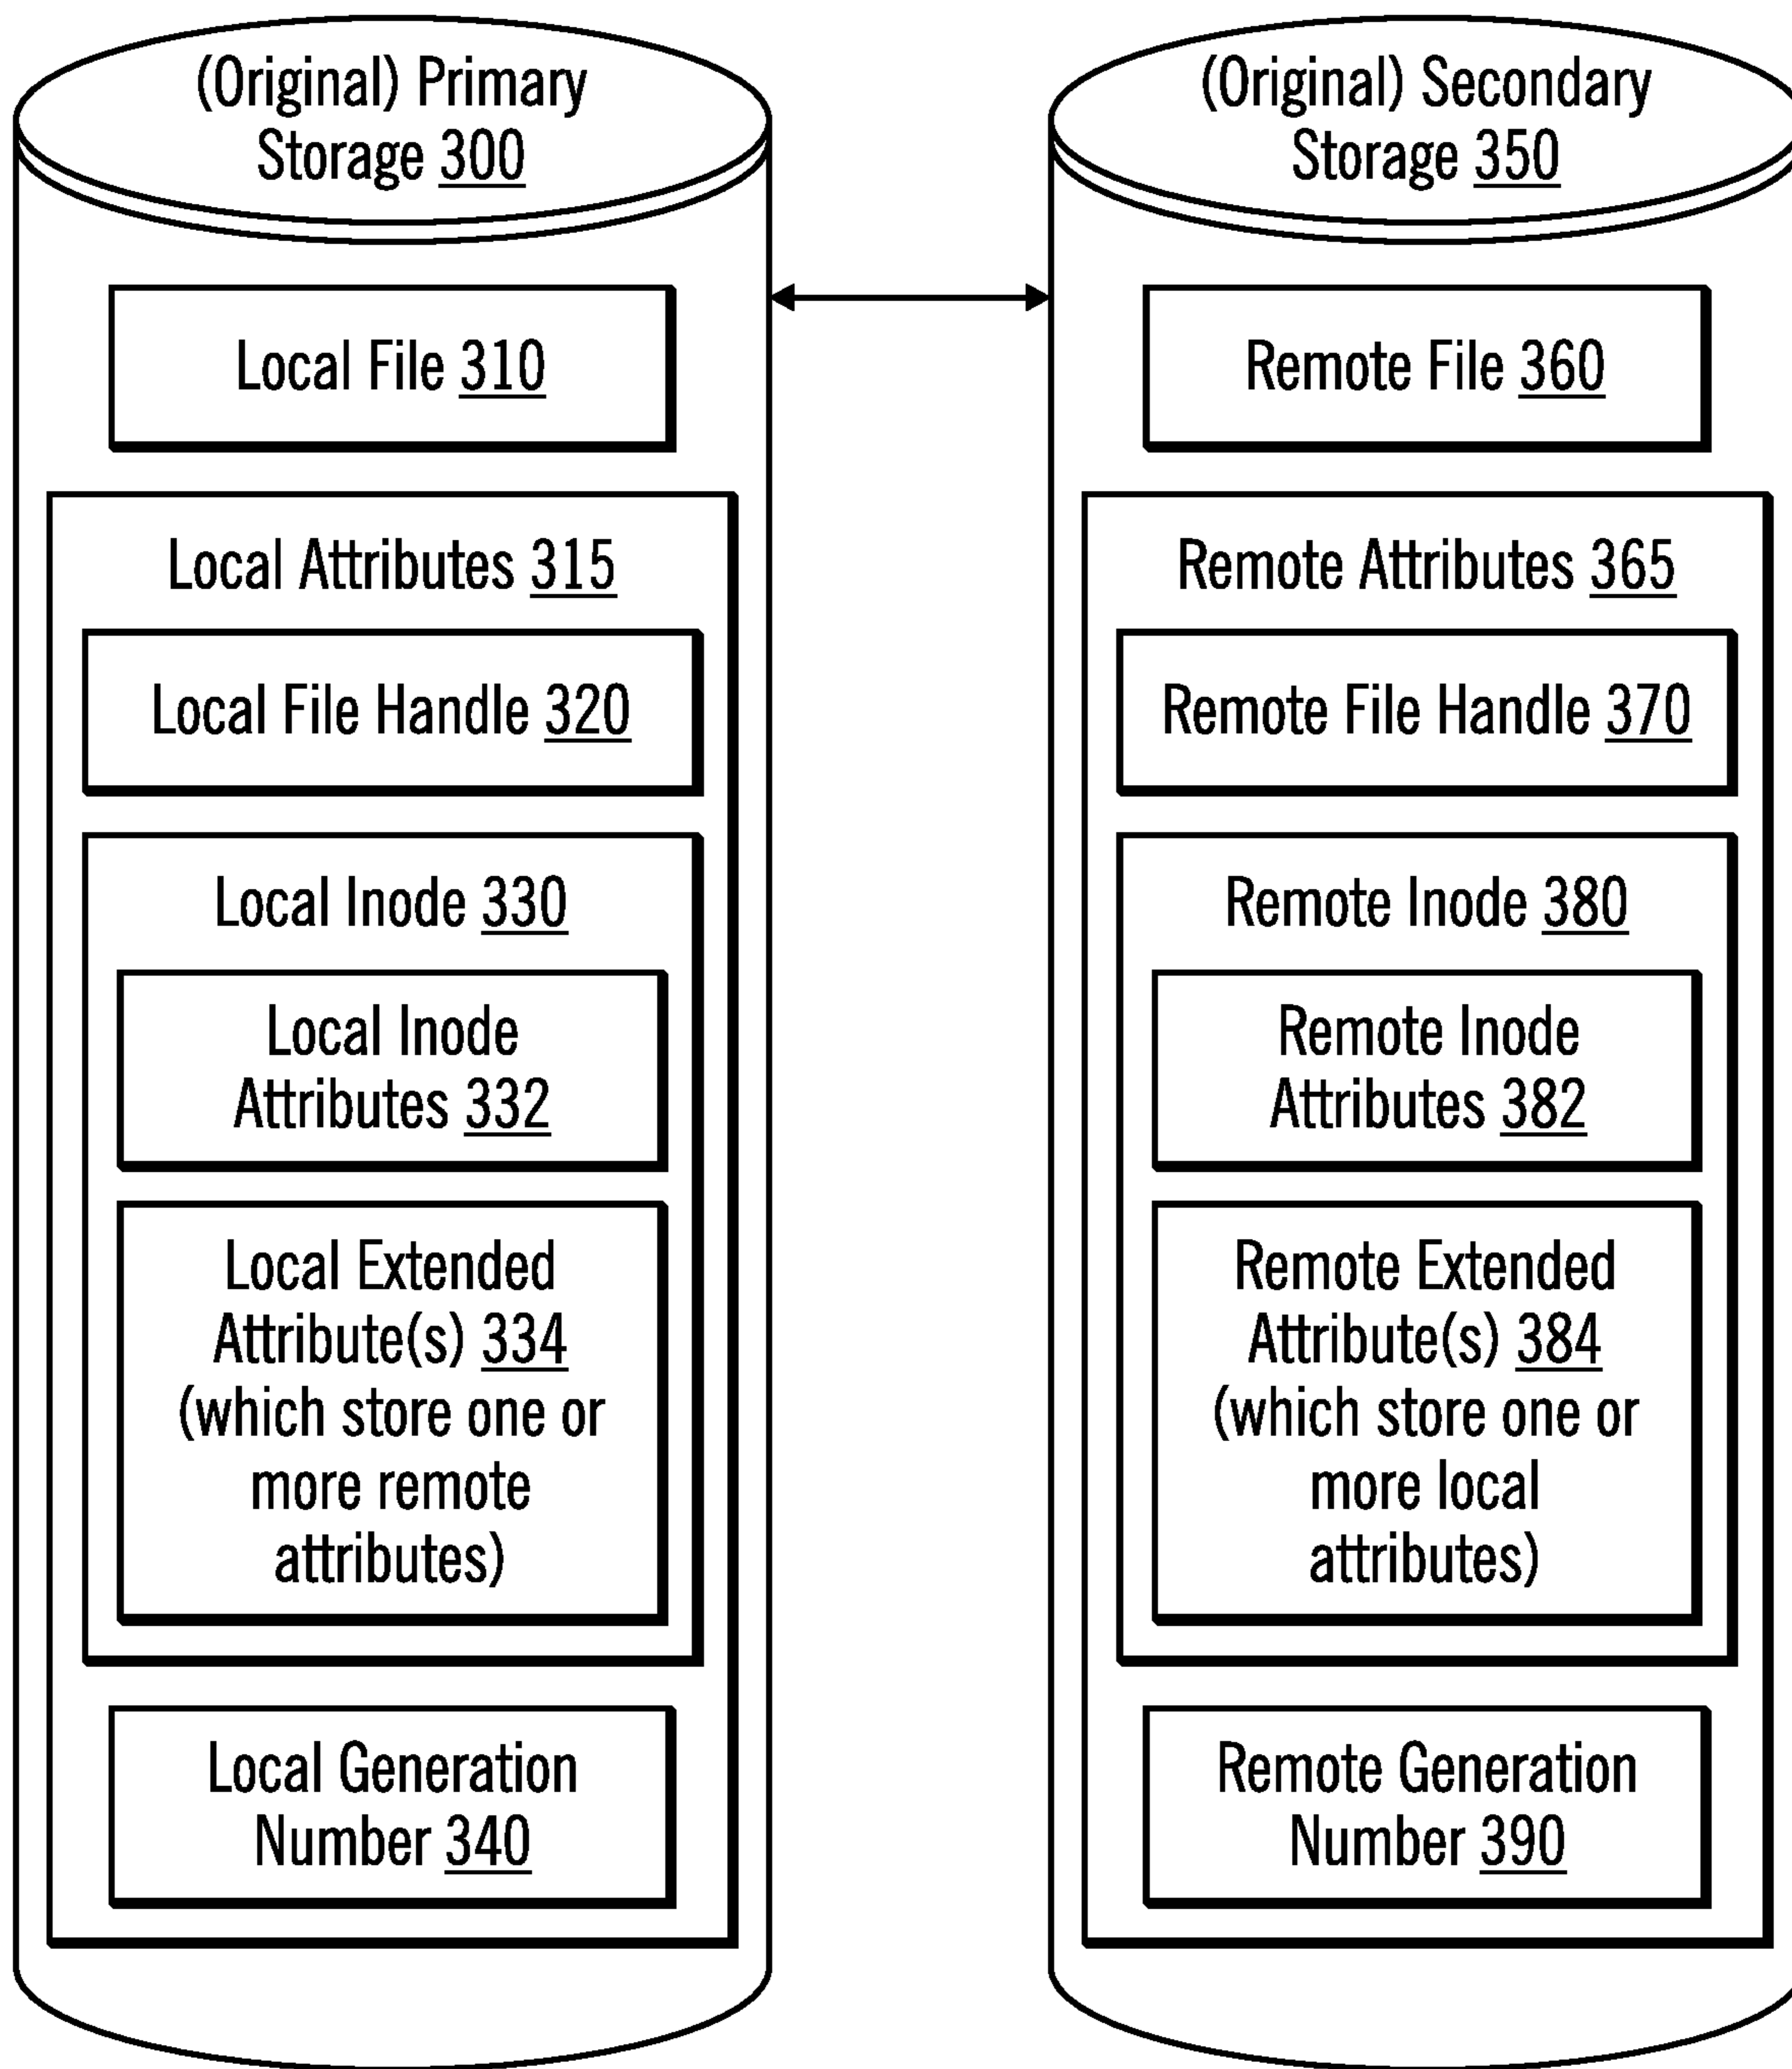 (Original) Primary
Storage 300
Local File 310
Local Attributes 315
Local File Handle 320
Local Inode 330
Local Inode
Attributes 332
Local Extended
Attribute(s) 334
(which store one or
more remote
attributes)
Local Generation
Number 340
(Original) Secondary
Storage 350
Remote File 360
Remote Attributes 365
Remote File Handle 370
Remote Inode 380
Remote Inode
Attributes 382
Remote Extended
Attribute(s) 384
(which store one or
more local
attributes)
Remote Generation
Number 390